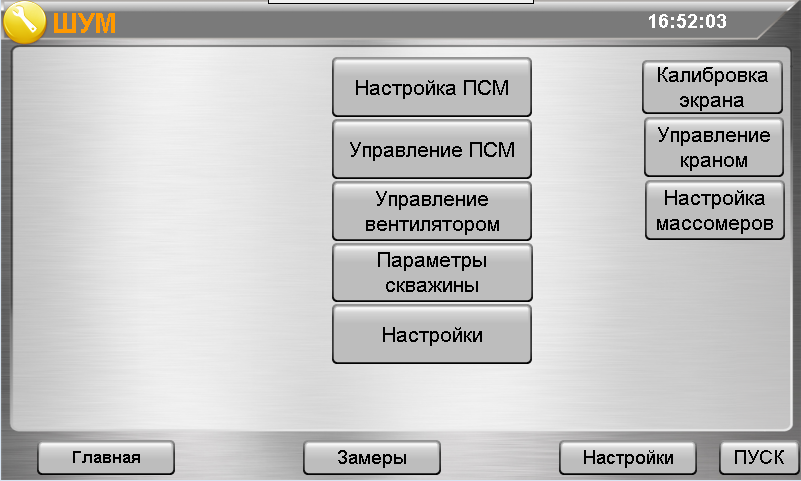 ШУМ
16:52:03
Настройка ПСМ
Управление ПСМ
Управление
вентилятором
Параметры
скважины
Настройки
Калибровка
экрана
Управление
краном
Настройка
массомеров
Главная
Замеры
Настройки
ПУСК